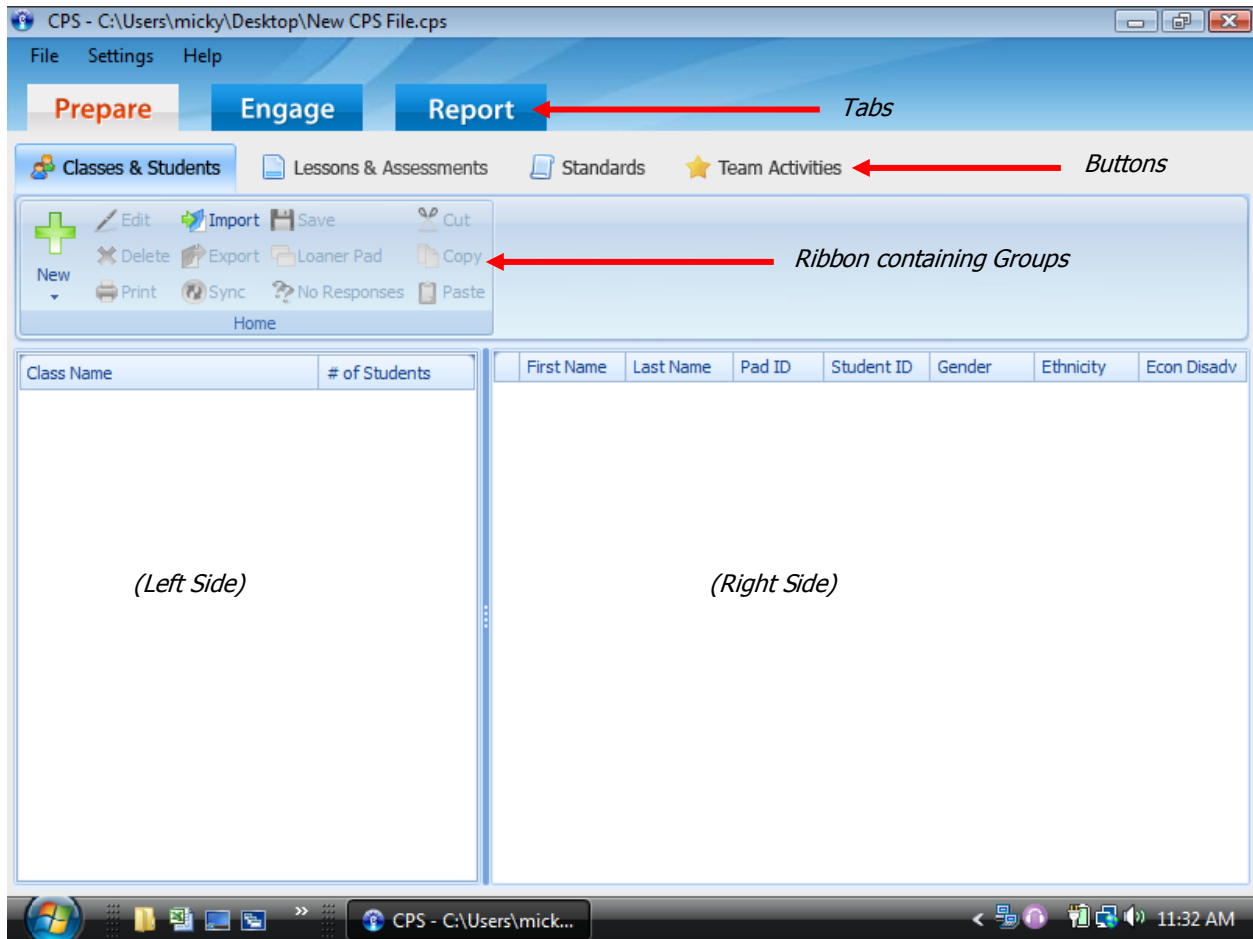 CPS - C:\Users\micky\Desktop\New CPS File.cps
File Settings Help
Prepare Engage Report Tabs
Classes & Students Lessons & Assessments Standards Team Activities Buttons
Edit Import Save Cut
Delete Export Loaner Pad Copy Ribbon containing Groups
New
Print Sync No Responses Paste
Home
Class Name # of Students First Name Last Name Pad ID Student ID Gender Ethnicity Econ Disadv
(Left Side) (Right Side)
CPS - C:\Users\mick... 11:32 AM